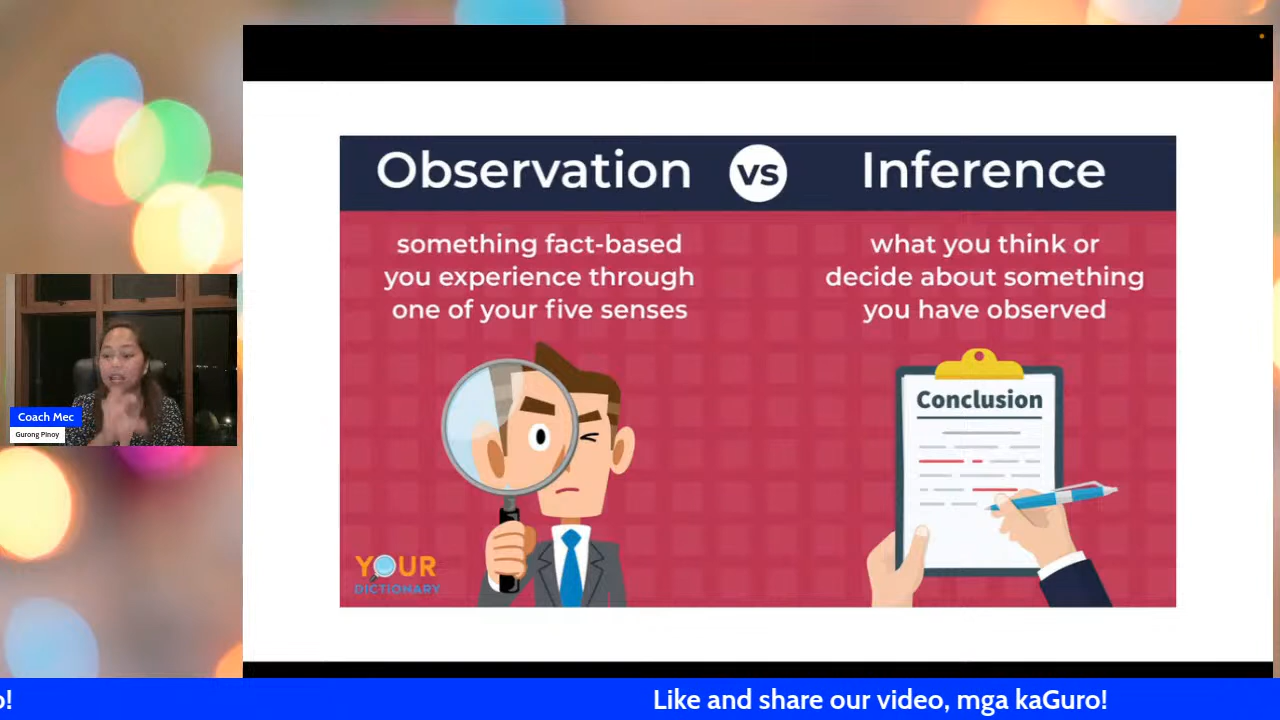 Observation vs Inference
something fact-based
you experience through
one of your five senses
what you think or
decide about something
you have observed
Conclusion
YOUR
DICTIONARY
Coach Mec
Gurong Pinoy
o!
Like and share our video, mga kaGuro!